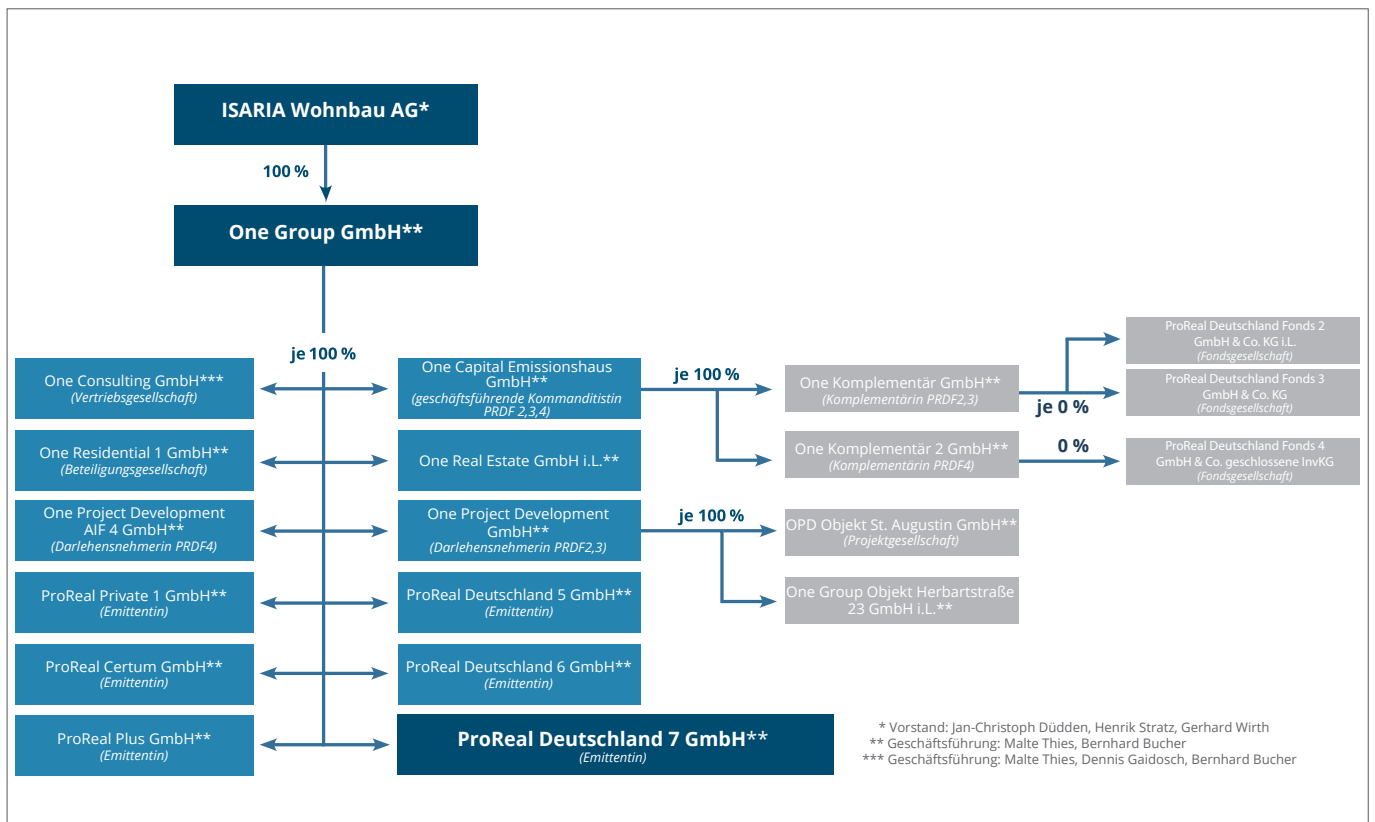 ISARIA Wohnbau AG*
100 %
One Group GmbH**
je 100 %
One Consulting GmbH***
(Vertriebsgesellschaft)
One Capital Emissionshaus
GmbH**
(geschäftsführende Kommanditistin
PRDF 2,3,4)
je 100 %
One Komplementär GmbH**
(Komplementärin PRDF2,3)
je 0 %
ProReal Deutschland Fonds 2
GmbH & Co. KG i.L.
(Fondsgesellschaft)
ProReal Deutschland Fonds 3
GmbH & Co. KG
(Fondsgesellschaft)
One Residential 1 GmbH**
(Beteiligungsgesellschaft)
One Real Estate GmbH i.L.**
One Komplementär 2 GmbH**
(Komplementärin PRDF4)
0 %
ProReal Deutschland Fonds 4
GmbH & Co. geschlossene InvKG
(Fondsgesellschaft)
One Project Development
AIF 4 GmbH**
(Darlehensnehmerin PRDF4)
One Project Development
GmbH**
(Darlehensnehmerin PRDF2,3)
je 100 %
OPD Objekt St. Augustin GmbH**
(Projektgesellschaft)
ProReal Private 1 GmbH**
(Emittentin)
ProReal Deutschland 5 GmbH**
(Emittentin)
One Group Objekt Herbartstraße
23 GmbH i.L.**
ProReal Certum GmbH**
(Emittentin)
ProReal Deutschland 6 GmbH**
(Emittentin)
ProReal Plus GmbH**
(Emittentin)
ProReal Deutschland 7 GmbH**
(Emittentin)
* Vorstand: Jan-Christoph Düdden, Henrik Stratz, Gerhard Wirth
** Geschäftsführung: Malte Thies, Bernhard Bucher
*** Geschäftsführung: Malte Thies, Dennis Gaidosch, Bernhard Bucher